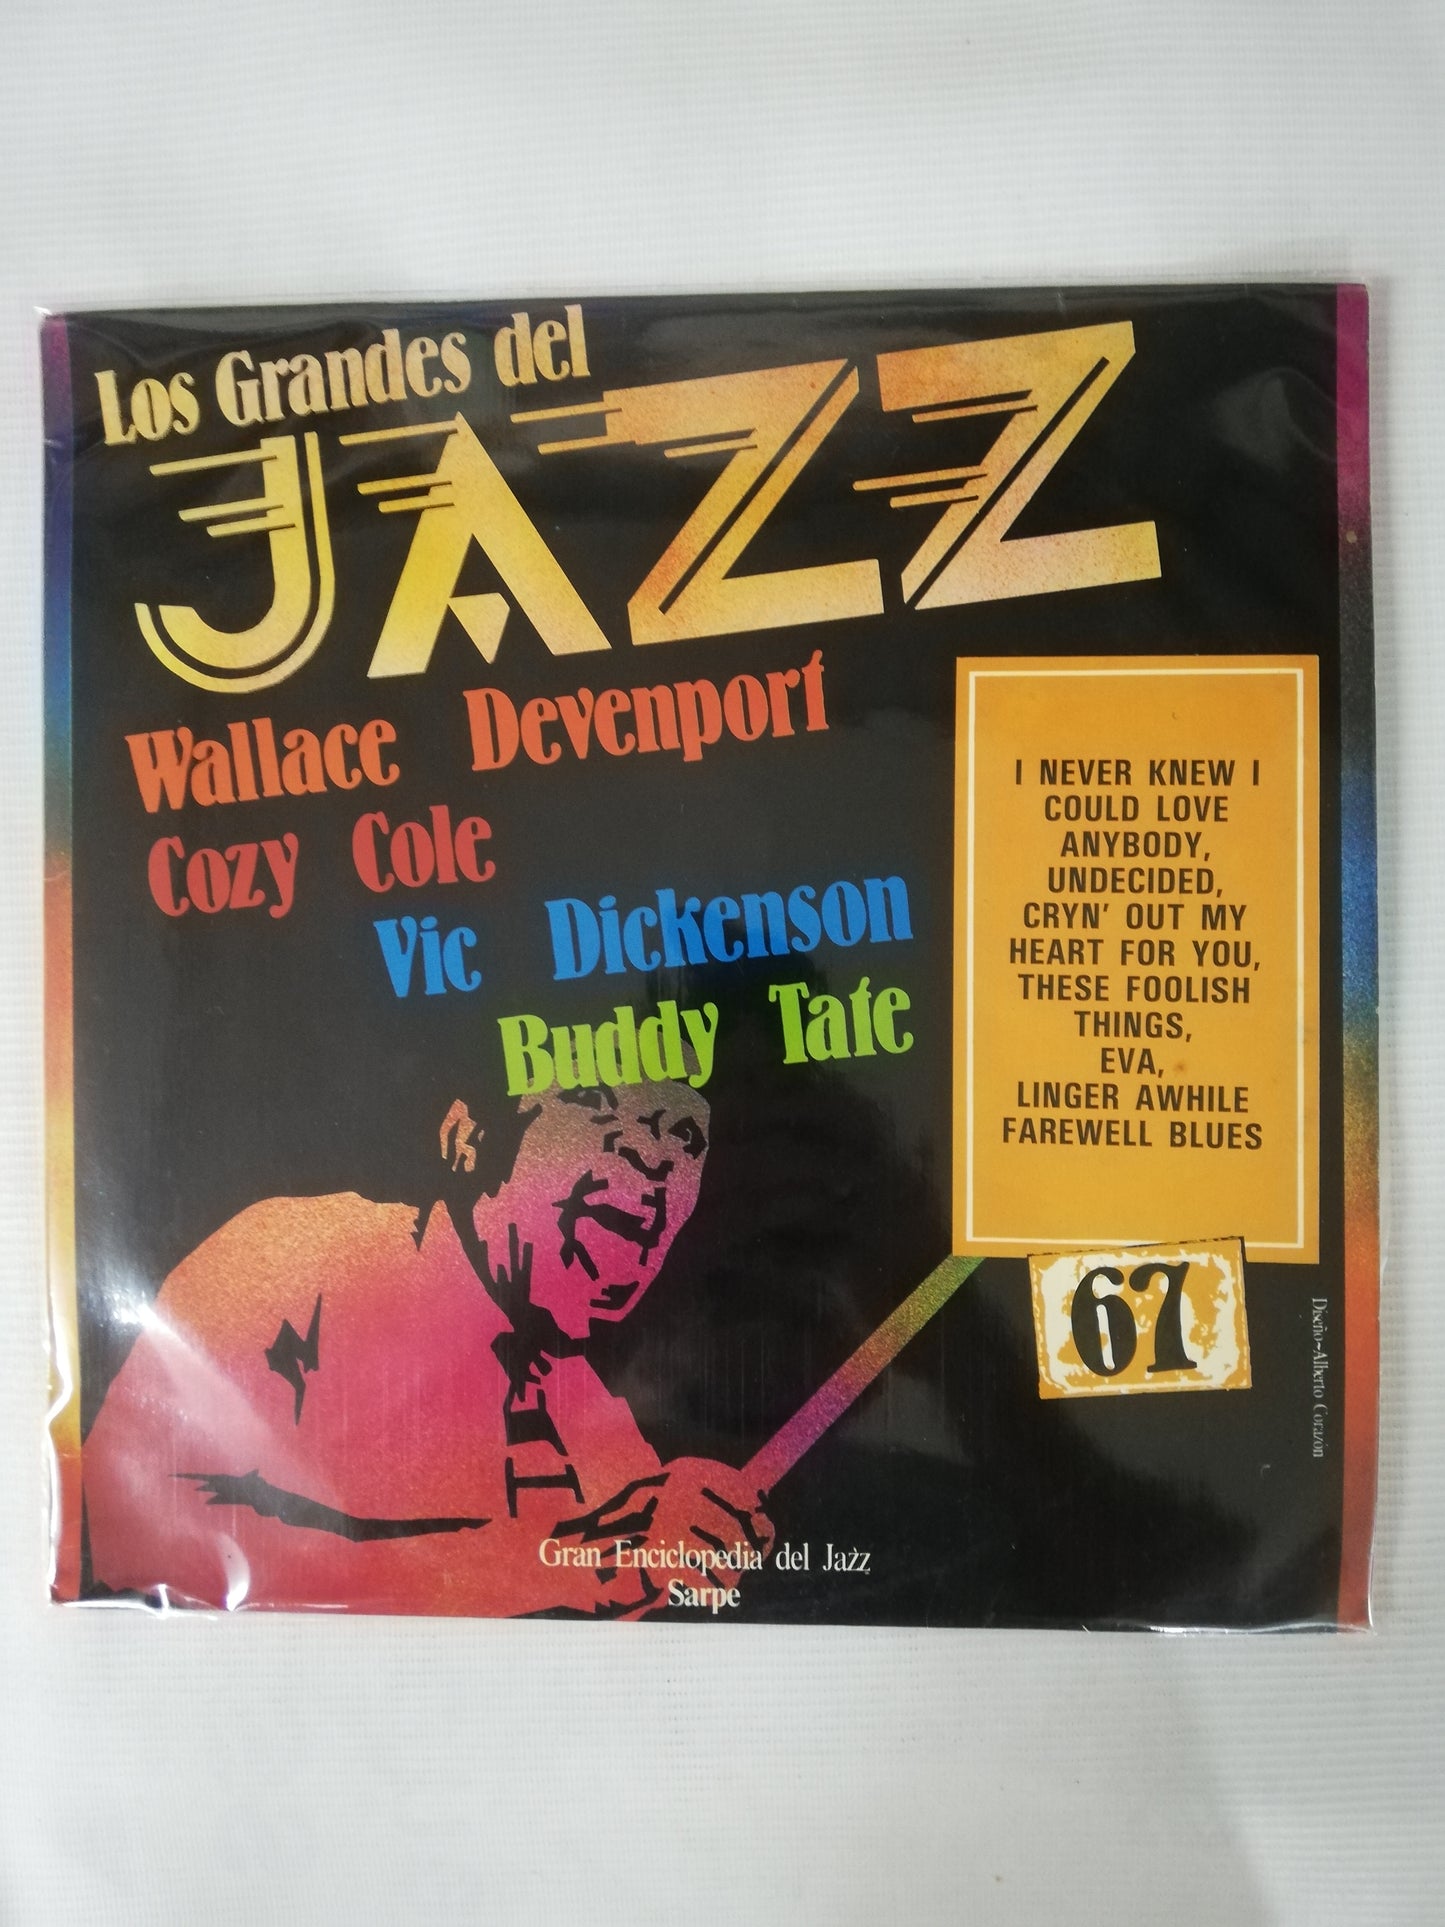 Los Grandes del
JAZZ
Wallace Devenport
Cozy Cole
Vic Dickenson
Buddy Tate
I NEVER KNEW I
COULD LOVE
ANYBODY,
UNDECIDED,
CRYN' OUT MY
HEART FOR YOU,
THESE FOOLISH
THINGS,
EVA,
LINGER AWHILE
FAREWELL BLUES
67
Diseño-Alberto Corazón
Gran Enciclopedia del Jazz
Sarpe